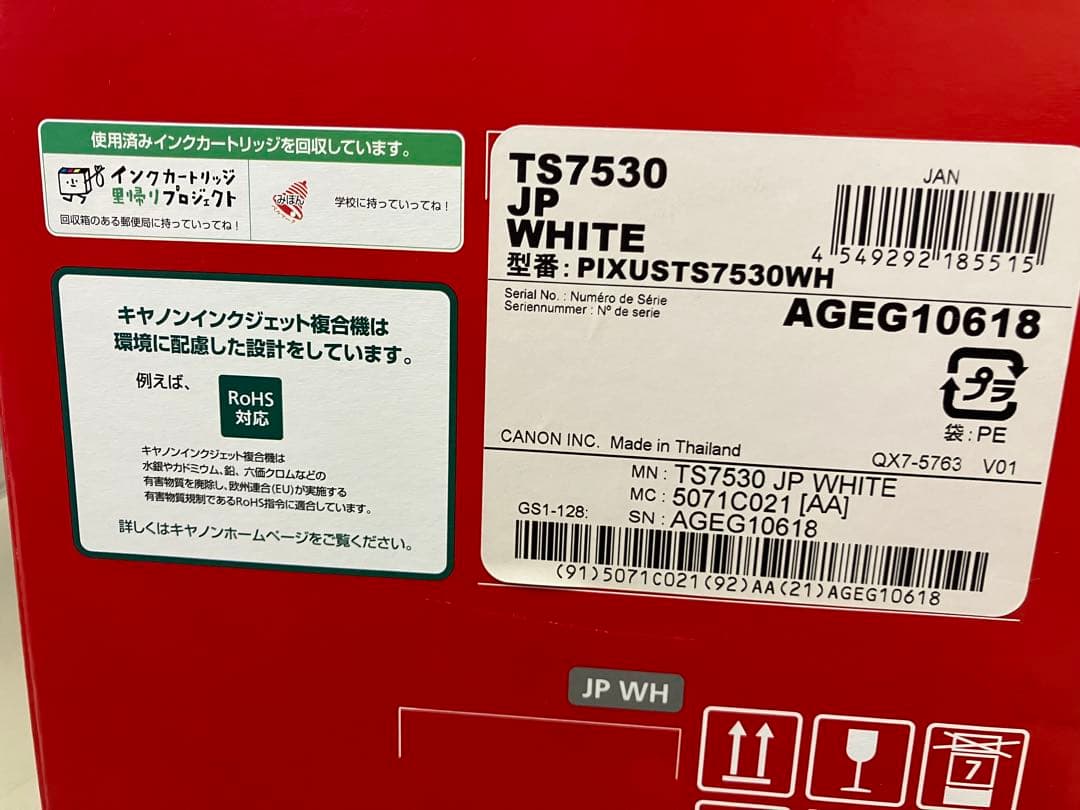 使用済みインクカートリッジを回収しています。
インクカートリッジ
里帰りプロジェクト
回収箱のある郵便局に持っていってね!
みほん
ベルマーク
学校に持っていってね!
キヤノンインクジェット複合機は
環境に配慮した設計をしています。
例えば、
RoHS
対応
キヤノンインクジェット複合機は
水銀やカドミウム、鉛、六価クロムなどの
有害物質を廃除し、欧州連合(EU)が実施する
有害物質規制であるRoHS指令に適合しています。
詳しくはキヤノンホームページをご覧ください。
TS7530
JP
WHITE
型番:PIXUSTS7530WH
JAN
4 549292 185515
Serial No. : Numéro de Série
Seriennummer : Nº de serie
AGEG10618
プラ
袋:PE
CANON INC. Made in Thailand
QX7-5763 V01
MN : TS7530 JP WHITE
MC : 5071C021 [AA]
GS1-128: SN : AGEG10618
(91)5071C021(92)AA(21)AGEG10618
JP WH
7